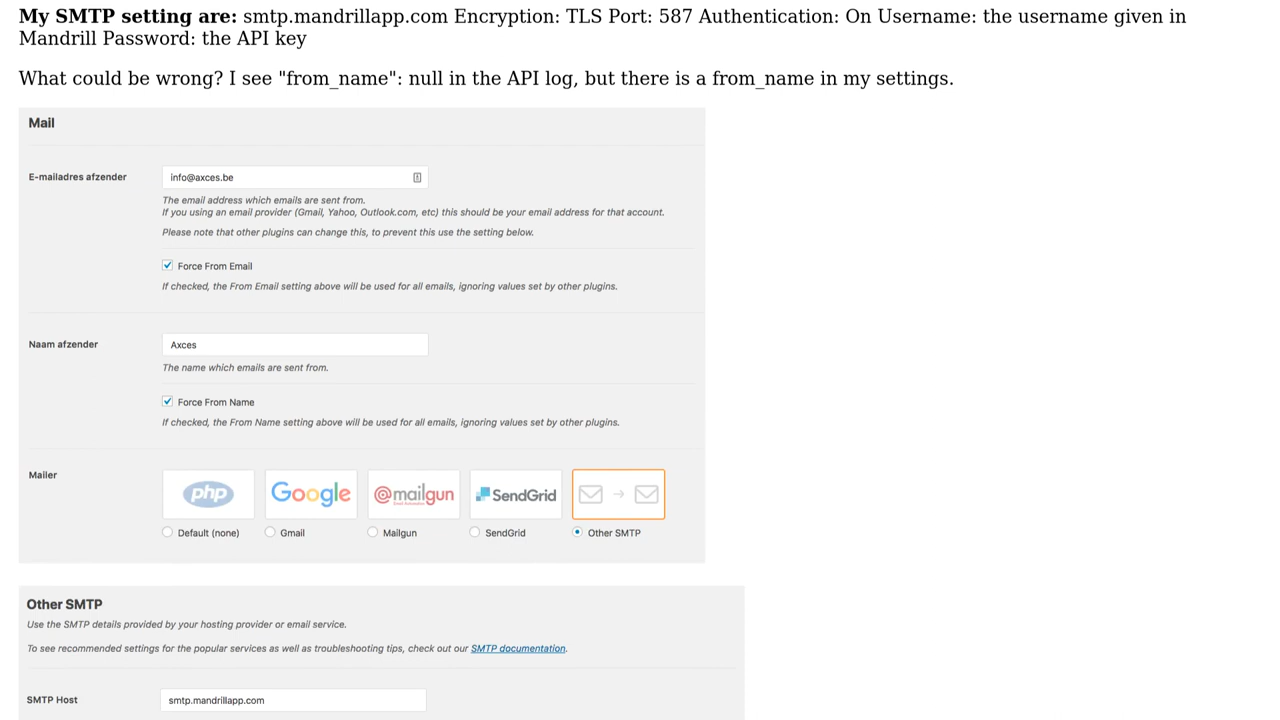 My SMTP setting are: smtp.mandrillapp.com Encryption: TLS Port: 587 Authentication: On Username: the username given in
Mandrill Password: the API key
What could be wrong? I see "from_name": null in the API log, but there is a from_name in my settings.
Mail
E-mailadres afzender
info@axces.be
The email address which emails are sent from.
If you using an email provider (Gmail, Yahoo, Outlook.com, etc) this should be your email address for that account.
Please note that other plugins can change this, to prevent this use the setting below.
Force From Email
If checked, the From Email setting above will be used for all emails, ignoring values set by other plugins.
Naam afzender
Axces
The name which emails are sent from.
Force From Name
If checked, the From Name setting above will be used for all emails, ignoring values set by other plugins.
Mailer
php Google @mailgun SendGrid
Default (none) Gmail Mailgun SendGrid Other SMTP
Other SMTP
Use the SMTP details provided by your hosting provider or email service.
To see recommended settings for the popular services as well as troubleshooting tips, check out our SMTP documentation.
SMTP Host
smtp.mandrillapp.com